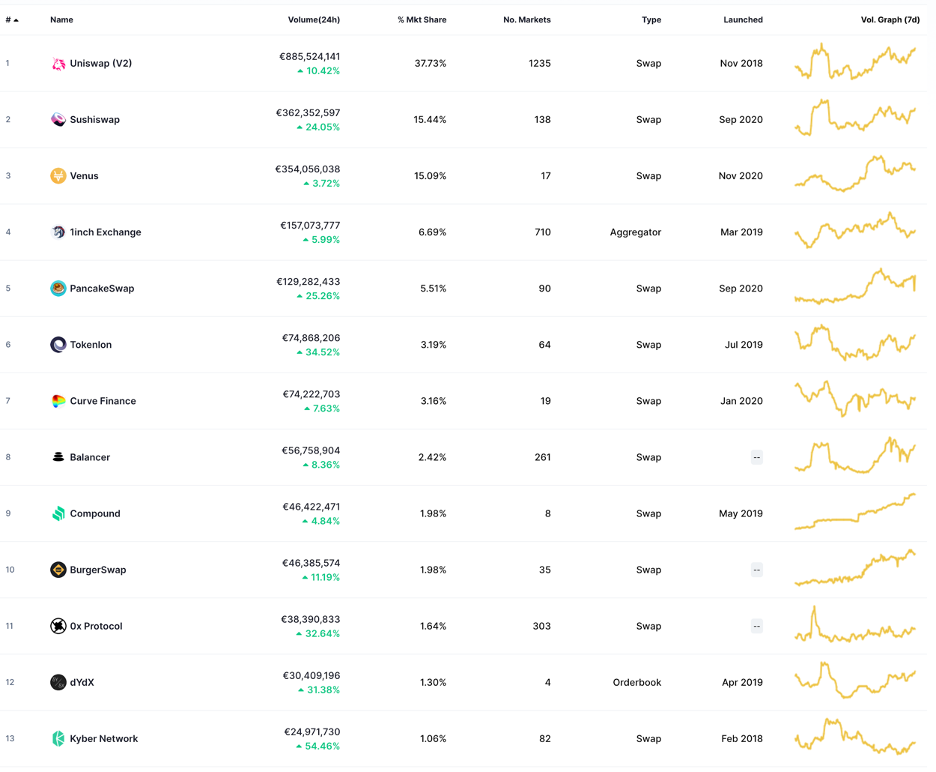 # Name Volume(24h) % Mkt Share No. Markets Type Launched Vol. Graph (7d)
1 Uniswap (V2) €885,524,141 37.73% 1235 Swap Nov 2018
10.42%
2 Sushiswap €362,352,597 15.44% 138 Swap Sep 2020
24.05%
3 Venus €354,056,038 15.09% 17 Swap Nov 2020
3.72%
4 1inch Exchange €157,073,777 6.69% 710 Aggregator Mar 2019
5.99%
5 PancakeSwap €129,282,433 5.51% 90 Swap Sep 2020
25.26%
6 Tokenlon €74,868,206 3.19% 64 Swap Jul 2019
34.52%
7 Curve Finance €74,222,703 3.16% 19 Swap Jan 2020
7.63%
8 Balancer €56,758,904 2.42% 261 Swap --
8.36%
9 Compound €46,422,471 1.98% 8 Swap May 2019
4.84%
10 BurgerSwap €46,385,574 1.98% 35 Swap --
11.19%
11 0x Protocol €38,390,833 1.64% 303 Swap --
32.64%
12 dYdX €30,409,196 1.30% 4 Orderbook Apr 2019
31.38%
13 Kyber Network €24,971,730 1.06% 82 Swap Feb 2018
54.46%